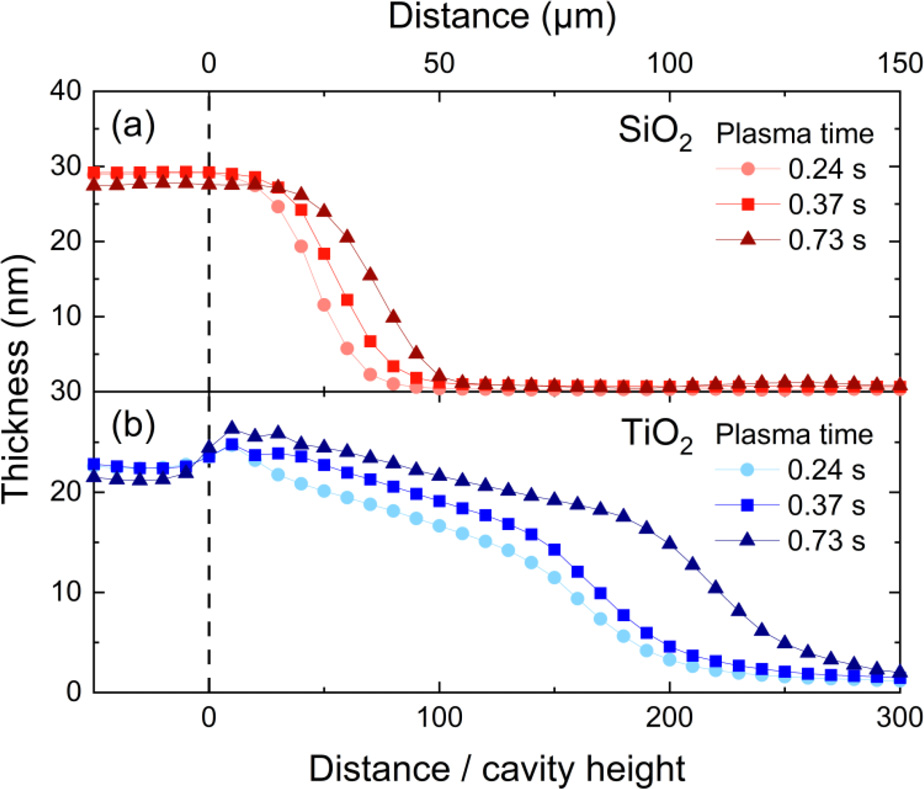 Distance (µm)
0 50 100 150
40
(a)
SiO2
Plasma time
0.24 s
0.37 s
0.73 s
30
20
10
30
Thickness (nm)
(b)
TiO2
Plasma time
0.24 s
0.37 s
0.73 s
20
10
0
0 100 200 300
Distance / cavity height